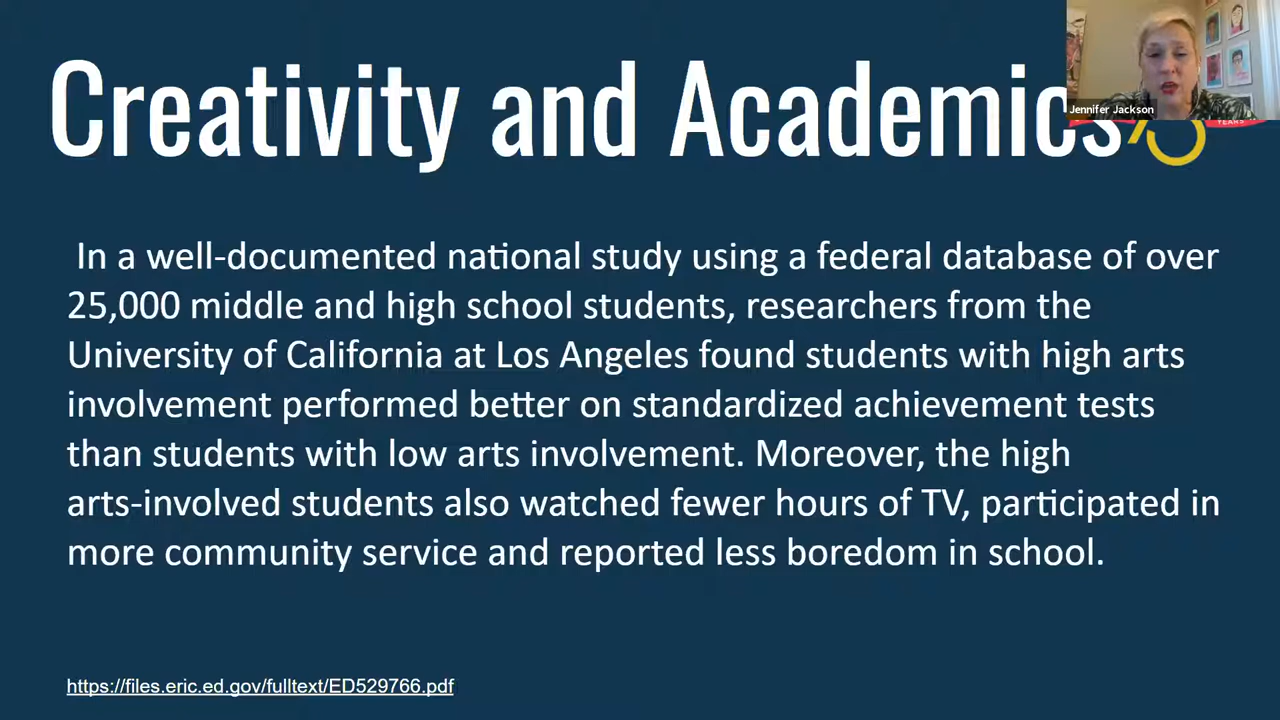 Creativity and Academics
Jennifer Jackson
75
YEARS
In a well-documented national study using a federal database of over
25,000 middle and high school students, researchers from the
University of California at Los Angeles found students with high arts
involvement performed better on standardized achievement tests
than students with low arts involvement. Moreover, the high
arts-involved students also watched fewer hours of TV, participated in
more community service and reported less boredom in school.
https://files.eric.ed.gov/fulltext/ED529766.pdf